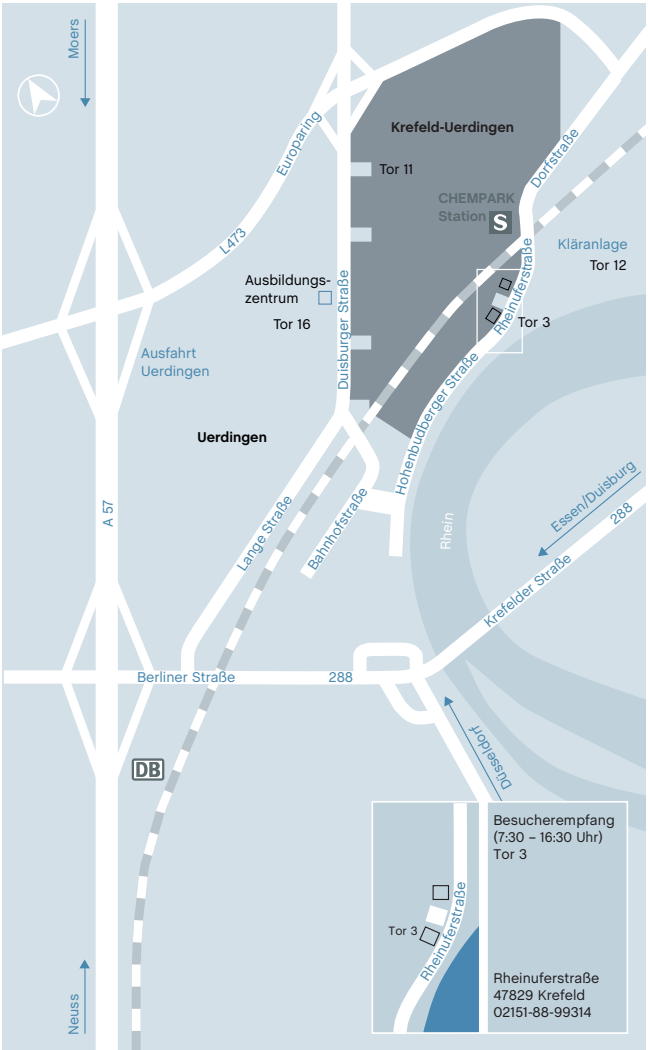 Moers
Europaring
Krefeld-Uerdingen
Tor 11
Dorfstraße
CHEMPARK
Station S
L473
Kläranlage
Tor 12
Ausbildungs-
zentrum
Tor 16
Duisburger Straße
Rheinuferstraße
Tor 3
Ausfahrt
Uerdingen
Hohenbudberger Straße
Uerdingen
A 57
Lange Straße
Bahnhofstraße
Rhein
Essen/Duisburg
288
Krefelder Straße
Berliner Straße
288
DB
Düsseldorf
Besucherempfang
(7:30 – 16:30 Uhr)
Tor 3
Tor 3
Rheinuferstraße
Rheinuferstraße
47829 Krefeld
02151-88-99314
Neuss